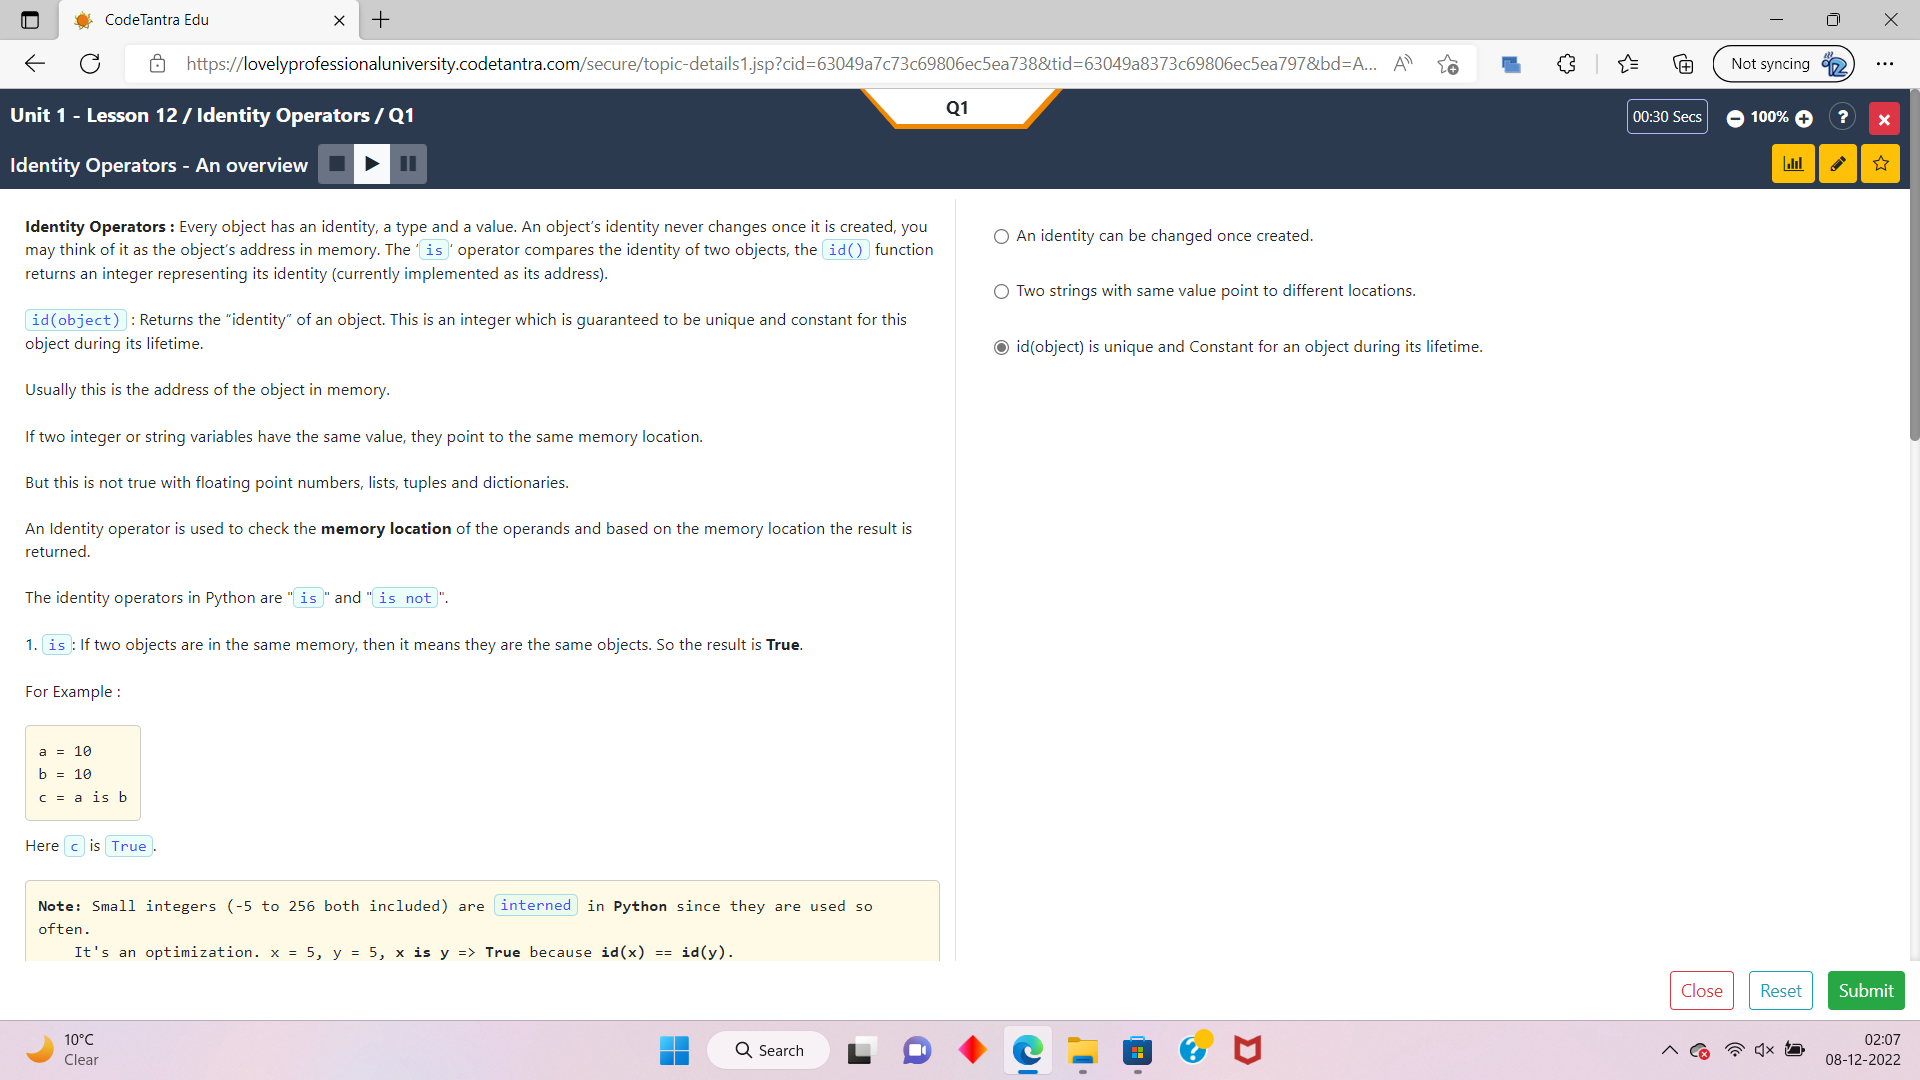 CodeTantra Edu
https://lovelyprofessionaluniversity.codetantra.com/secure/topic-details1.jsp?cid=63049a7c73c69806ec5ea738&tid=63049a8373c69806ec5ea797&bd=A...
Not syncing
Unit 1 - Lesson 12 / Identity Operators / Q1
Q1
00:30 Secs
100%
?
Identity Operators - An overview
Identity Operators : Every object has an identity, a type and a value. An object’s identity never changes once it is created, you
may think of it as the object’s address in memory. The ‘is‘ operator compares the identity of two objects, the id() function
returns an integer representing its identity (currently implemented as its address).
id(object) : Returns the “identity” of an object. This is an integer which is guaranteed to be unique and constant for this
object during its lifetime.
Usually this is the address of the object in memory.
If two integer or string variables have the same value, they point to the same memory location.
But this is not true with floating point numbers, lists, tuples and dictionaries.
An Identity operator is used to check the memory location of the operands and based on the memory location the result is
returned.
The identity operators in Python are "is" and "is not".
1. is: If two objects are in the same memory, then it means they are the same objects. So the result is True.
For Example :
a = 10
b = 10
c = a is b
Here c is True.
Note: Small integers (-5 to 256 both included) are interned in Python since they are used so
often.
It's an optimization. x = 5, y = 5, x is y => True because id(x) == id(y).
An identity can be changed once created.
Two strings with same value point to different locations.
id(object) is unique and Constant for an object during its lifetime.
Close
Reset
Submit
10°C
Clear
Search
02:07
08-12-2022